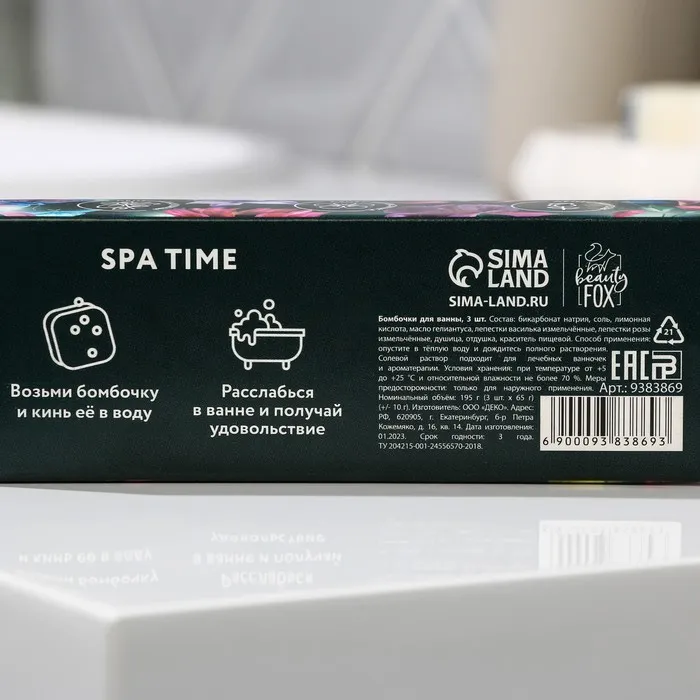 SPA TIME
Возьми бомбочку
и кинь её в воду
Расслабься
в ванне и получай
удовольствие
SIMA
LAND
SIMA-LAND.RU
beauty
FOX
Бомбочки для ванны, 3 шт. Состав: бикарбонат натрия, соль, лимонная
кислота, масло гелиантуса, лепестки василька измельчённые, лепестки розы
измельчённые, душица, отдушка, краситель пищевой. Способ применения:
опустите в тёплую воду и дождитесь полного растворения.
Солевой раствор подходит для лечебных ванночек
и ароматерапии. Условия хранения: при температуре от +5
до +25 °С и относительной влажности не более 70 %. Меры
предосторожности: только для наружного применения.
Номинальный объём: 195 г (3 шт. х 65 г)
(+/- 10 г). Изготовитель: ООО «ДЕКО». Адрес:
РФ, 620905, г. Екатеринбург, б-р Петра
Кожемяко, д. 16, кв. 14. Дата изготовления:
01.2023. Срок годности: 3 года.
ТУ 204215-001-24556570-2018.
21
EAC
Арт.: 9383869
6 900093 838693